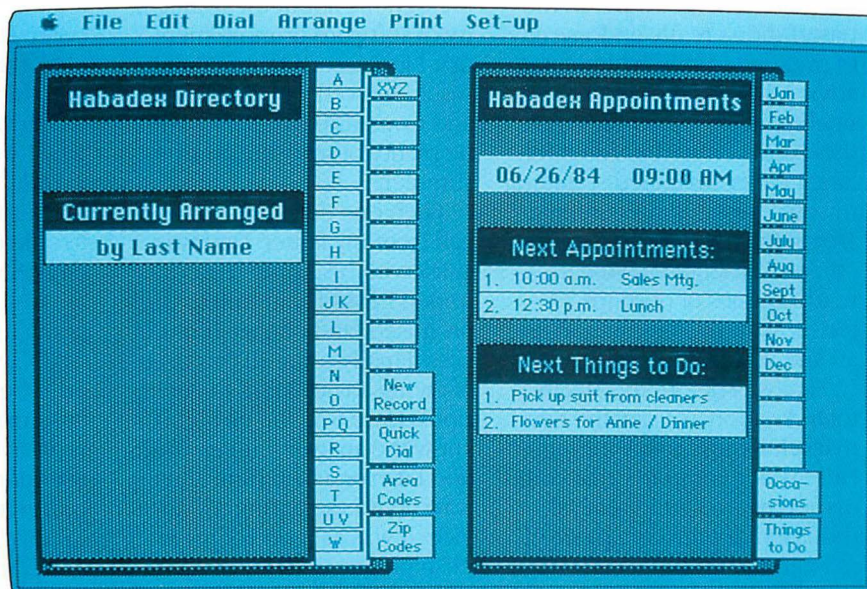 File Edit Dial Arrange Print Set-up
Habadex Directory
Currently Arranged
by Last Name
A
B
C
D
E
F
G
H
I
JK
L
M
N
O
PQ
R
S
T
UV
W
XYZ
New
Record
Quick
Dial
Area
Codes
Zip
Codes
Habadex Appointments
06/26/84 09:00 AM
Next Appointments:
1. 10:00 a.m. Sales Mtg.
2. 12:30 p.m. Lunch
Next Things to Do:
1. Pick up suit from cleaners
2. Flowers for Anne / Dinner
Jan
Feb
Mar
Apr
May
June
July
Aug
Sept
Oct
Nov
Dec
Occa-
sions
Things
to Do